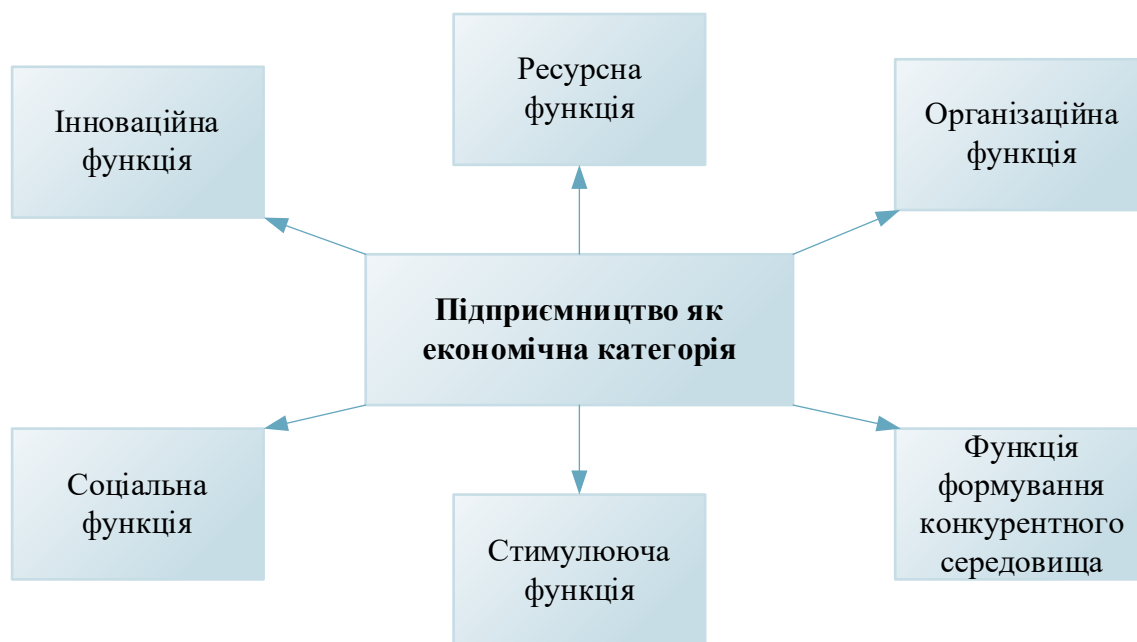 Ресурсна
функція
Інноваційна
функція
Організаційна
функція
Підприємництво як
економічна категорія
Соціальна
функція
Стимулююча
функція
Функція
формування
конкурентного
середовища